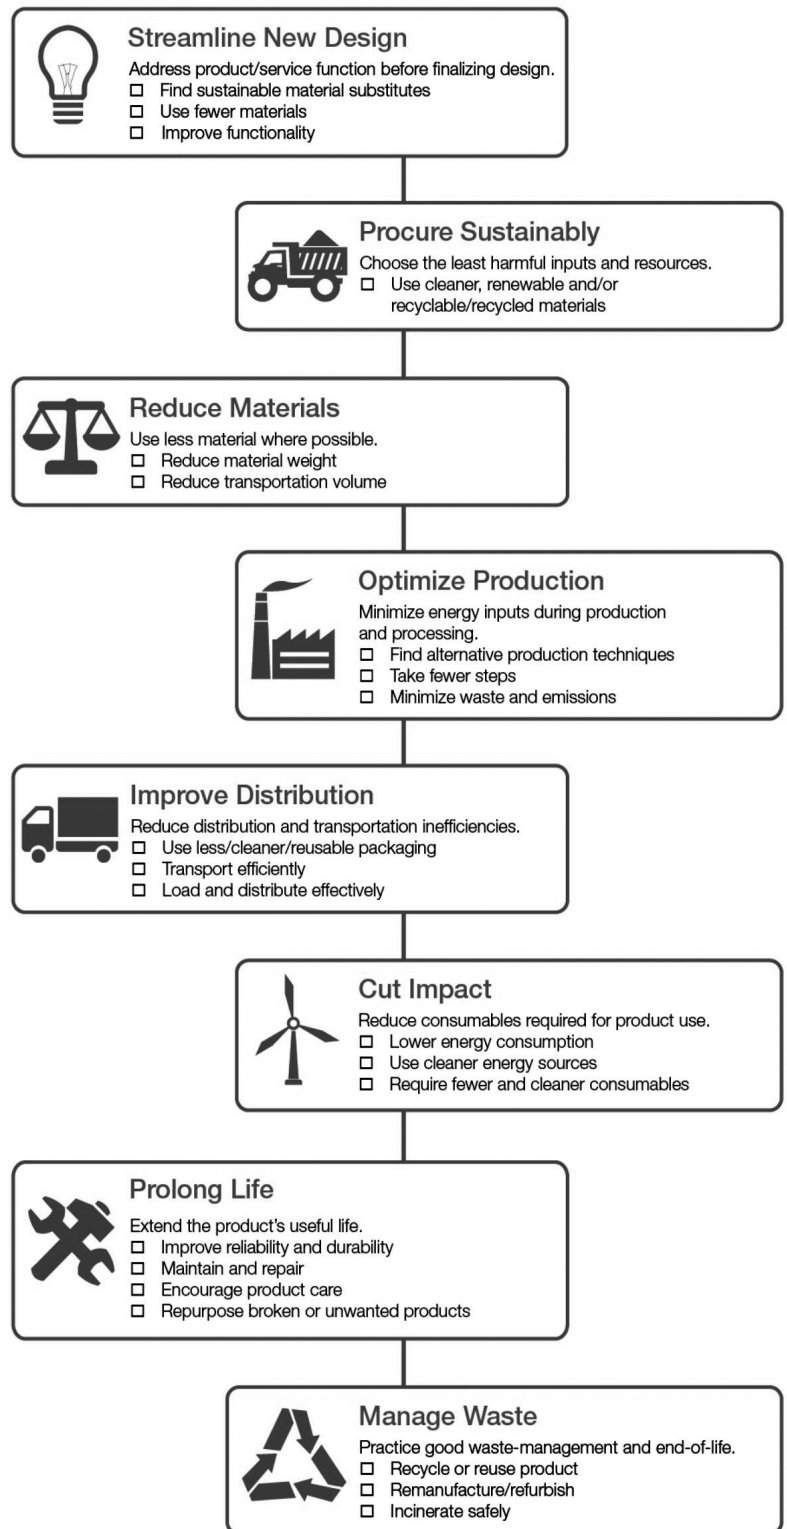 Streamline New Design
Address product/service function before finalizing design.
☐ Find sustainable material substitutes
☐ Use fewer materials
☐ Improve functionality
Procure Sustainably
Choose the least harmful inputs and resources.
☐ Use cleaner, renewable and/or
recyclable/recycled materials
Reduce Materials
Use less material where possible.
☐ Reduce material weight
☐ Reduce transportation volume
Optimize Production
Minimize energy inputs during production
and processing.
☐ Find alternative production techniques
☐ Take fewer steps
☐ Minimize waste and emissions
Improve Distribution
Reduce distribution and transportation inefficiencies.
☐ Use less/cleaner/reusable packaging
☐ Transport efficiently
☐ Load and distribute effectively
Cut Impact
Reduce consumables required for product use.
☐ Lower energy consumption
☐ Use cleaner energy sources
☐ Require fewer and cleaner consumables
Prolong Life
Extend the product's useful life.
☐ Improve reliability and durability
☐ Maintain and repair
☐ Encourage product care
☐ Repurpose broken or unwanted products
Manage Waste
Practice good waste-management and end-of-life.
☐ Recycle or reuse product
☐ Remanufacture/refurbish
☐ Incinerate safely